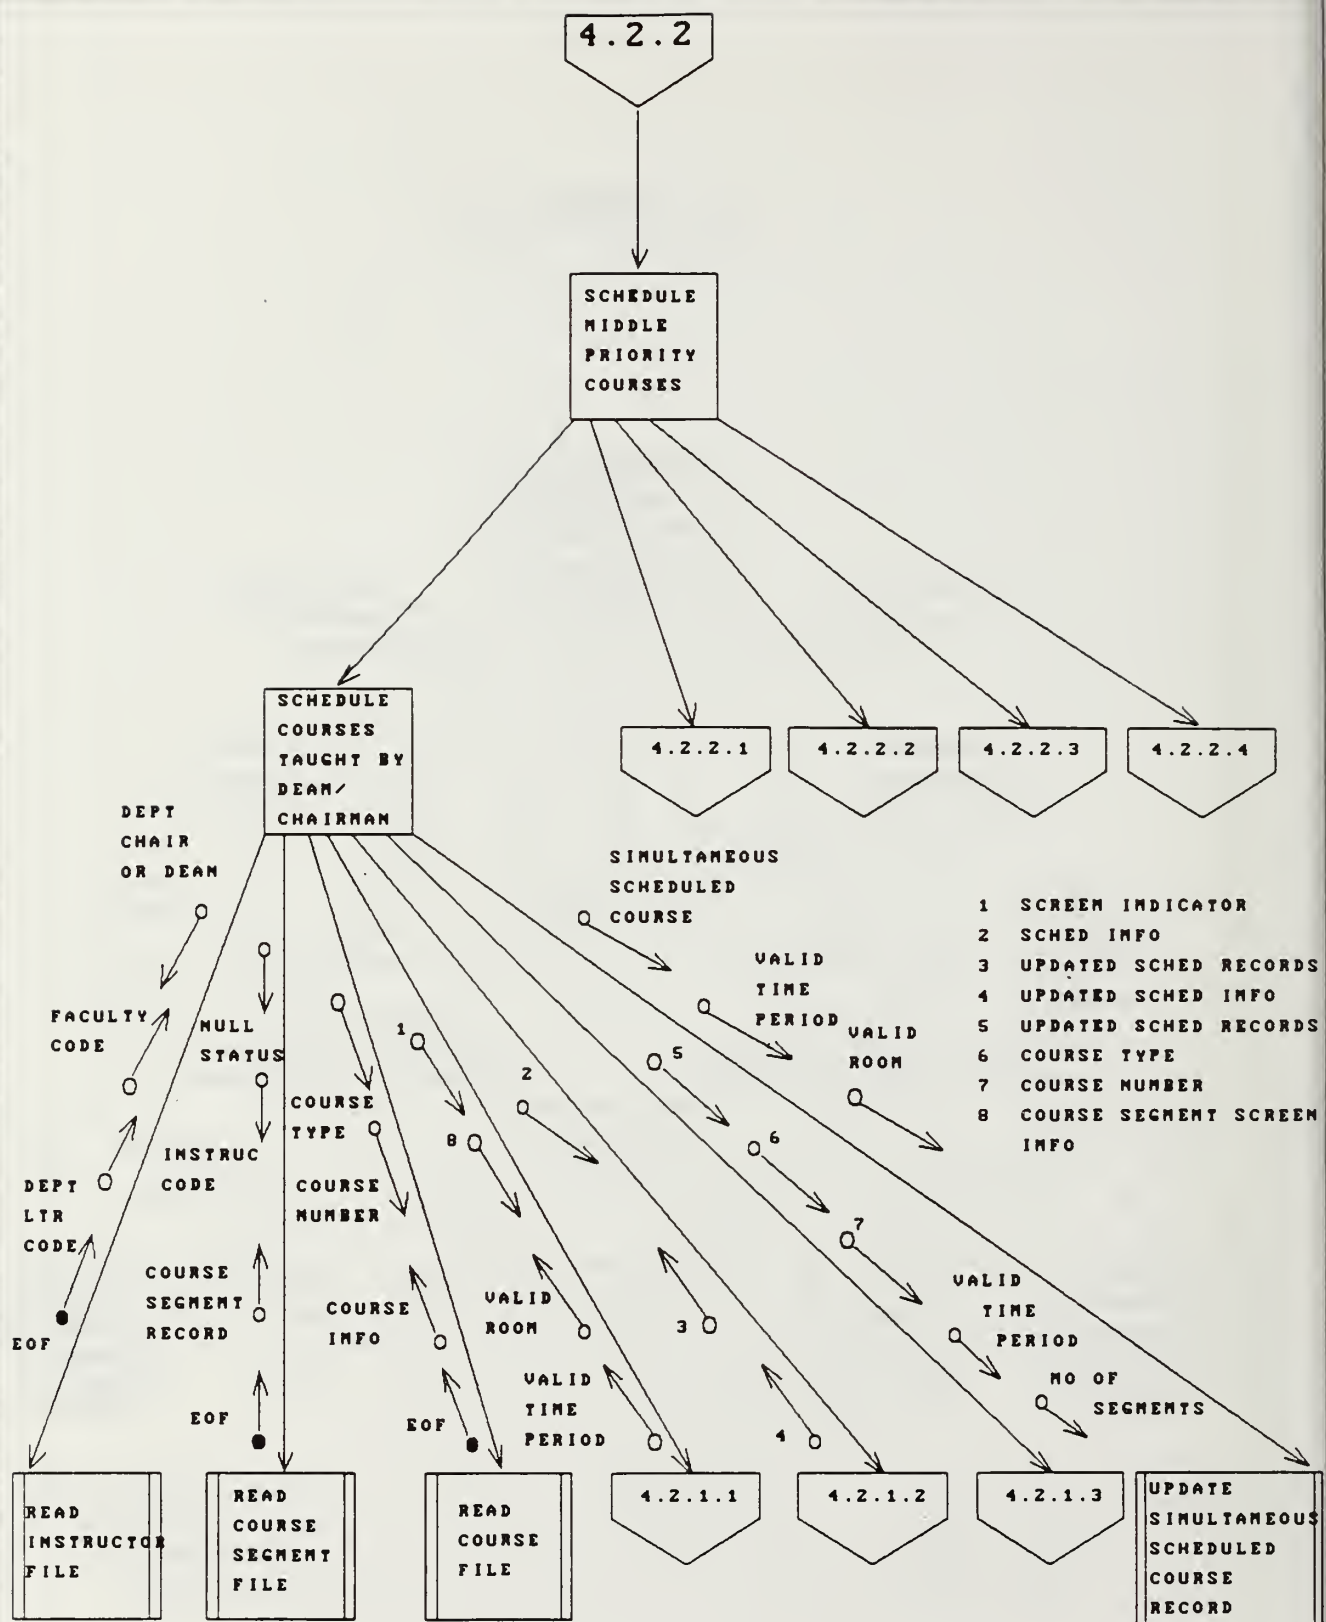 4.2.2
SCHEDULE
MIDDLE
PRIORITY
COURSES
SCHEDULE
COURSES
TAUGHT BY
DEAN/
CHAIRMAN
4.2.2.1
4.2.2.2
4.2.2.3
4.2.2.4
DEPT
CHAIR
OR DEAN
FACULTY
CODE
DEPT
LTR
CODE
EOF
NULL
STATUS
INSTRUC
CODE
COURSE
SEGMENT
RECORD
EOF
COURSE
TYPE
COURSE
NUMBER
COURSE
INFO
EOF
1
8
VALID
ROOM
VALID
TIME
PERIOD
2
3
4
5
6
7
VALID
TIME
PERIOD
NO OF
SEGMENTS
SIMULTANEOUS
SCHEDULED
COURSE
VALID
TIME
PERIOD
VALID
ROOM
1 SCREEN INDICATOR
2 SCHED INFO
3 UPDATED SCHED RECORDS
4 UPDATED SCHED INFO
5 UPDATED SCHED RECORDS
6 COURSE TYPE
7 COURSE NUMBER
8 COURSE SEGMENT SCREEN
INFO
READ
INSTRUCTOR
FILE
READ
COURSE
SEGMENT
FILE
READ
COURSE
FILE
4.2.1.1
4.2.1.2
4.2.1.3
UPDATE
SIMULTANEOUS
SCHEDULED
COURSE
RECORD